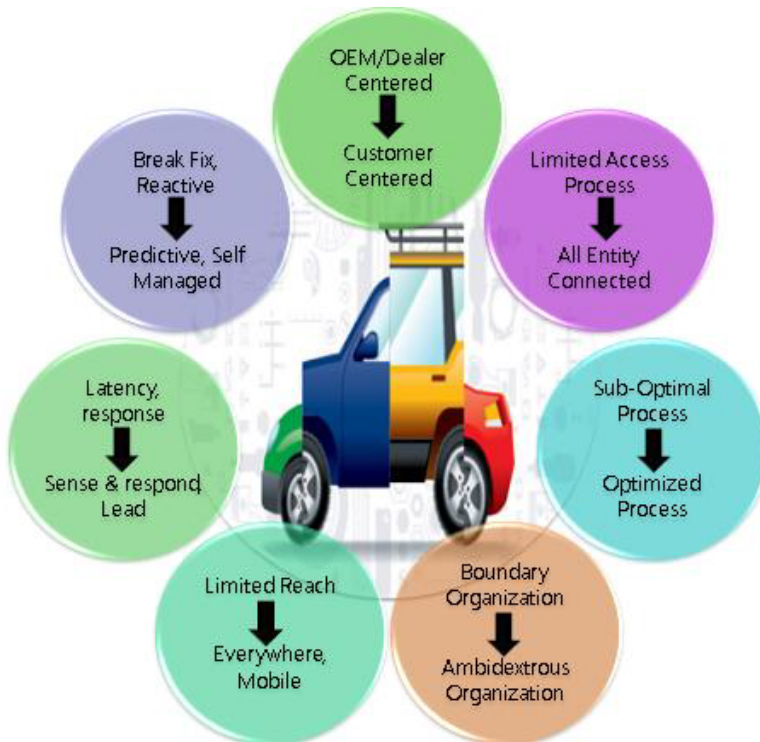 OEM/Dealer
Centered
Customer
Centered
Limited Access
Process
All Entity
Connected
Sub-Optimal
Process
Optimized
Process
Boundary
Organization
Ambidextrous
Organization
Limited Reach
Everywhere,
Mobile
Latency,
response
Sense & respond,
Lead
Break Fix,
Reactive
Predictive, Self
Managed